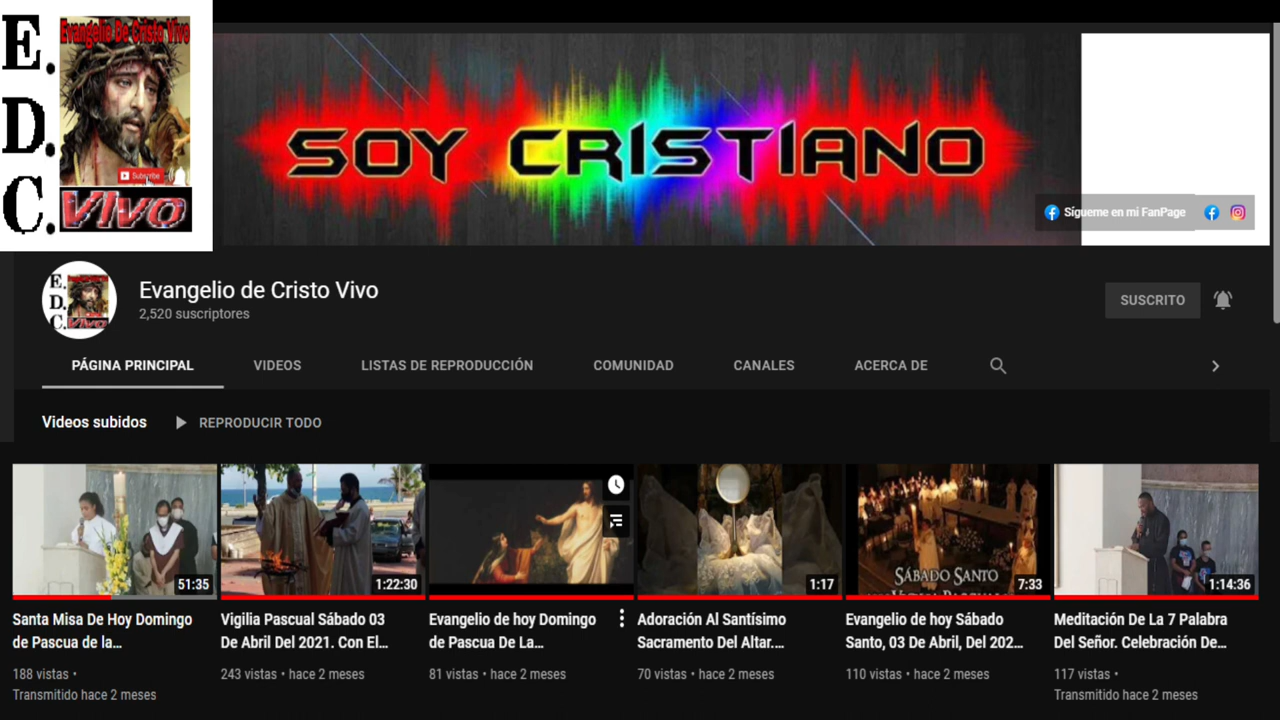 E.
D.
C.
Evangelio De Cristo Vivo
Subscribe
Vivo
SOY CRISTIANO
Sígueme en mi FanPage
E.
D.
C.
Vivo
Evangelio de Cristo Vivo
2,520 suscriptores
SUSCRITO
PÁGINA PRINCIPAL
VIDEOS
LISTAS DE REPRODUCCIÓN
COMUNIDAD
CANALES
ACERCA DE
Videos subidos
REPRODUCIR TODO
51:35
1:22:30
1:17
SÁBADO SANTO
7:33
1:14:36
Santa Misa De Hoy Domingo
de Pascua de la...
188 vistas •
Transmitido hace 2 meses
Vigilia Pascual Sábado 03
De Abril Del 2021. Con El...
243 vistas • hace 2 meses
Evangelio de hoy Domingo
de Pascua De La...
81 vistas • hace 2 meses
Adoración Al Santísimo
Sacramento Del Altar....
70 vistas • hace 2 meses
Evangelio de hoy Sábado
Santo, 03 De Abril, Del 202...
110 vistas • hace 2 meses
Meditación De La 7 Palabra
Del Señor. Celebración De...
117 vistas •
Transmitido hace 2 meses